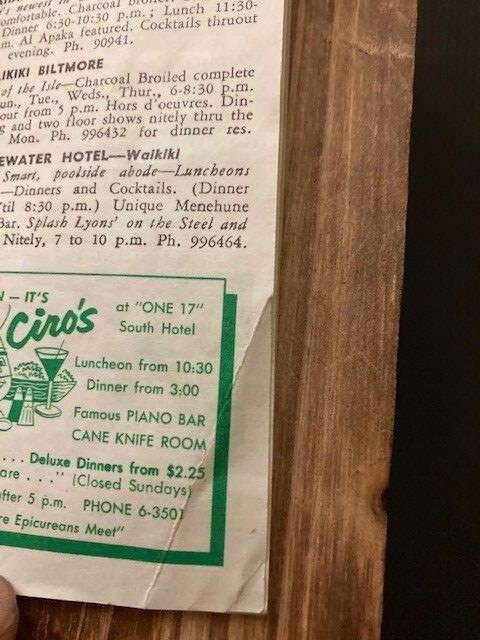 newest
omfortable. Charcoal Broiler.
Dinner 6:30-10:30 p.m.; Lunch 11:30-
m. Al Apaka featured. Cocktails thruout
evening. Ph. 90941.
IKIKI BILTMORE
of the Isle—Charcoal Broiled complete
un., Tue., Weds., Thur., 6-8:30 p.m.
our from 5 p.m. Hors d'oeuvres. Din-
g and two floor shows nitely thru the
Mon. Ph. 996432 for dinner res.
EWATER HOTEL—Waikiki
Smart, poolside abode—Luncheons
—Dinners and Cocktails. (Dinner
'til 8:30 p.m.) Unique Menehune
Bar. Splash Lyons' on the Steel and
Nitely, 7 to 10 p.m. Ph. 996464.
N — IT'S
Ciro's
at "ONE 17"
South Hotel
Luncheon from 10:30
Dinner from 3:00
Famous PIANO BAR
CANE KNIFE ROOM
... Deluxe Dinners from $2.25
are ..." (Closed Sundays)
after 5 p.m. PHONE 6-3501
re Epicureans Meet"